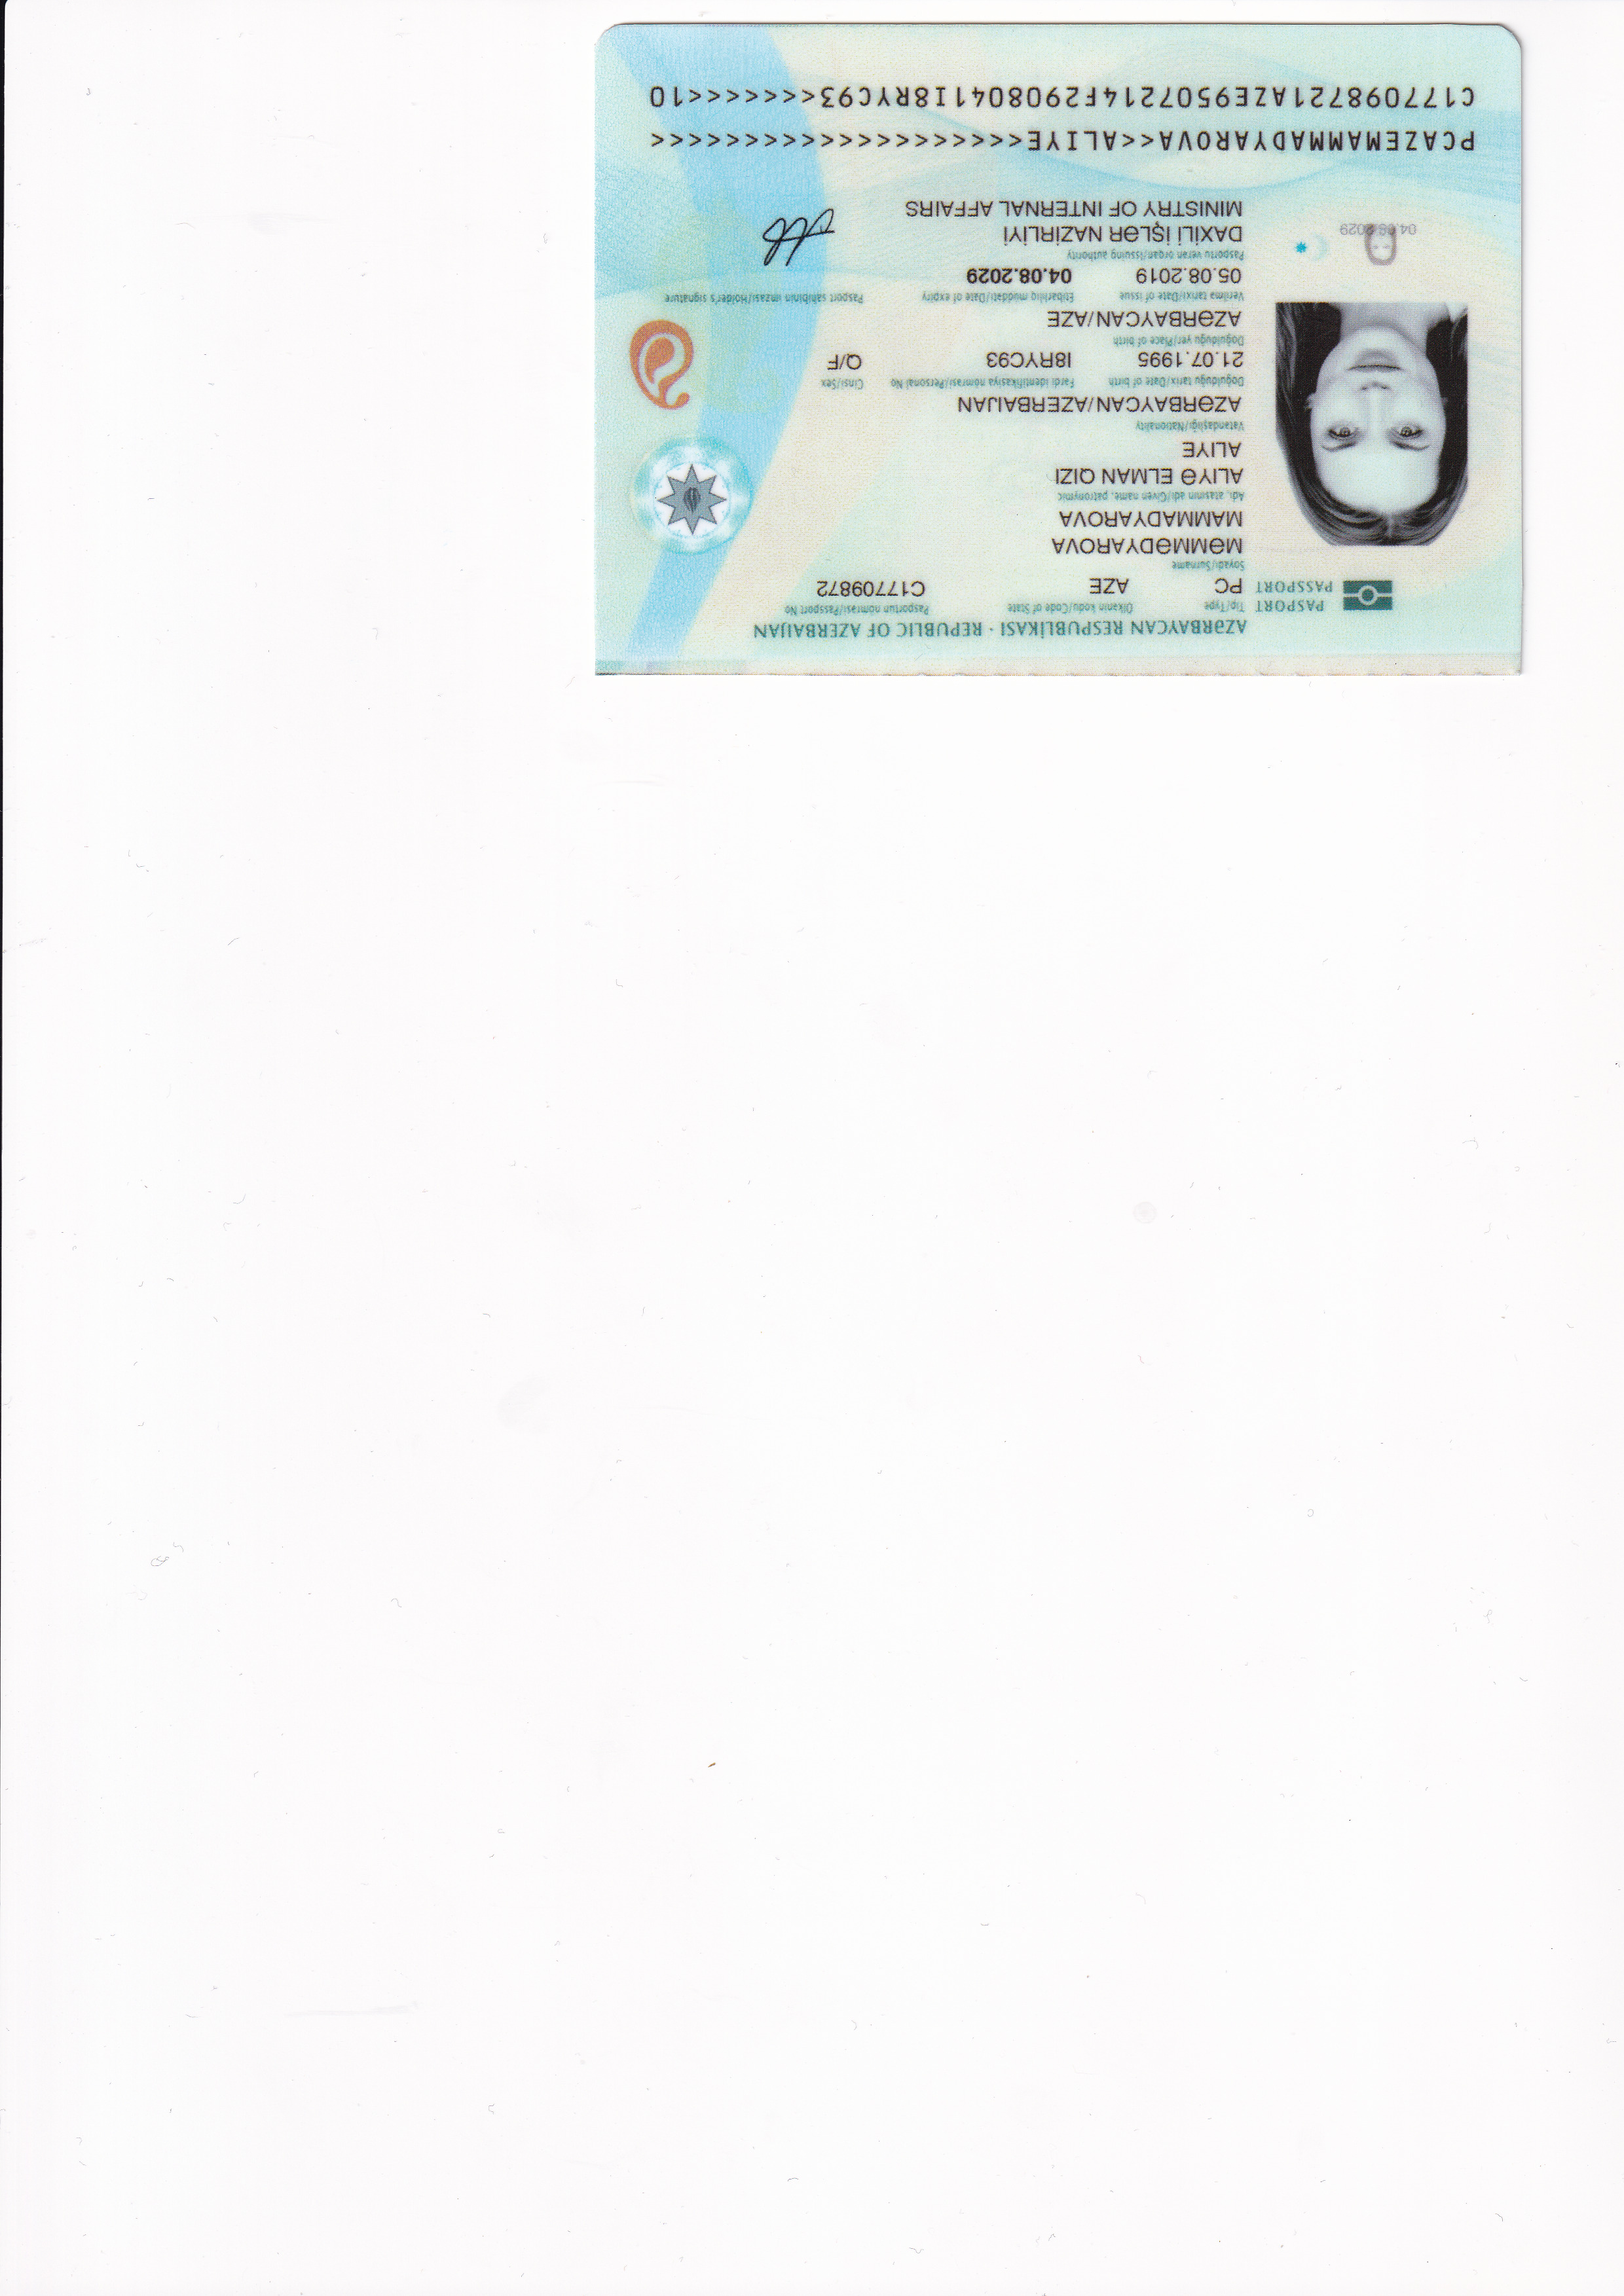 AZƏRBAYCAN RESPUBLİKASI · REPUBLIC OF AZERBAIJAN
PASPORT
PASSPORT
Tip/Type
Ölkənin kodu/Code of State
Pasportun nömrəsi/Passport No
PC
AZE
C17709872
Soyadı/Surname
MƏMMƏDYAROVA
MAMMADYAROVA
Adı, atasının adı/Given name, patronymic
ALIYƏ ELMAN QIZI
ALIYE
Vətəndaşlığı/Nationality
AZƏRBAYCAN/AZERBAIJAN
Doğulduğu tarix/Date of birth
Fərdi identifikasiya nömrəsi/Personal No
Cinsi/Sex
21.07.1995
I8RYC93
Q/F
Doğulduğu yer/Place of birth
AZƏRBAYCAN/AZE
Verilmə tarixi/Date of issue
Etibarlılıq müddəti/Date of expiry
Pasport sahibinin imzası/Holder's signature
05.08.2019
04.08.2029
Pasportu verən orqan/Issuing authority
DAXİLİ İŞLƏR NAZİRLİYİ
MINISTRY OF INTERNAL AFFAIRS
04.08.2029
PCAZEMAMMADYAROVA<<ALIYE<<<<<<<<<<<<<<<<<<<<
C177098721AZE9507214F2908041I8RYC93<<<<<<<10